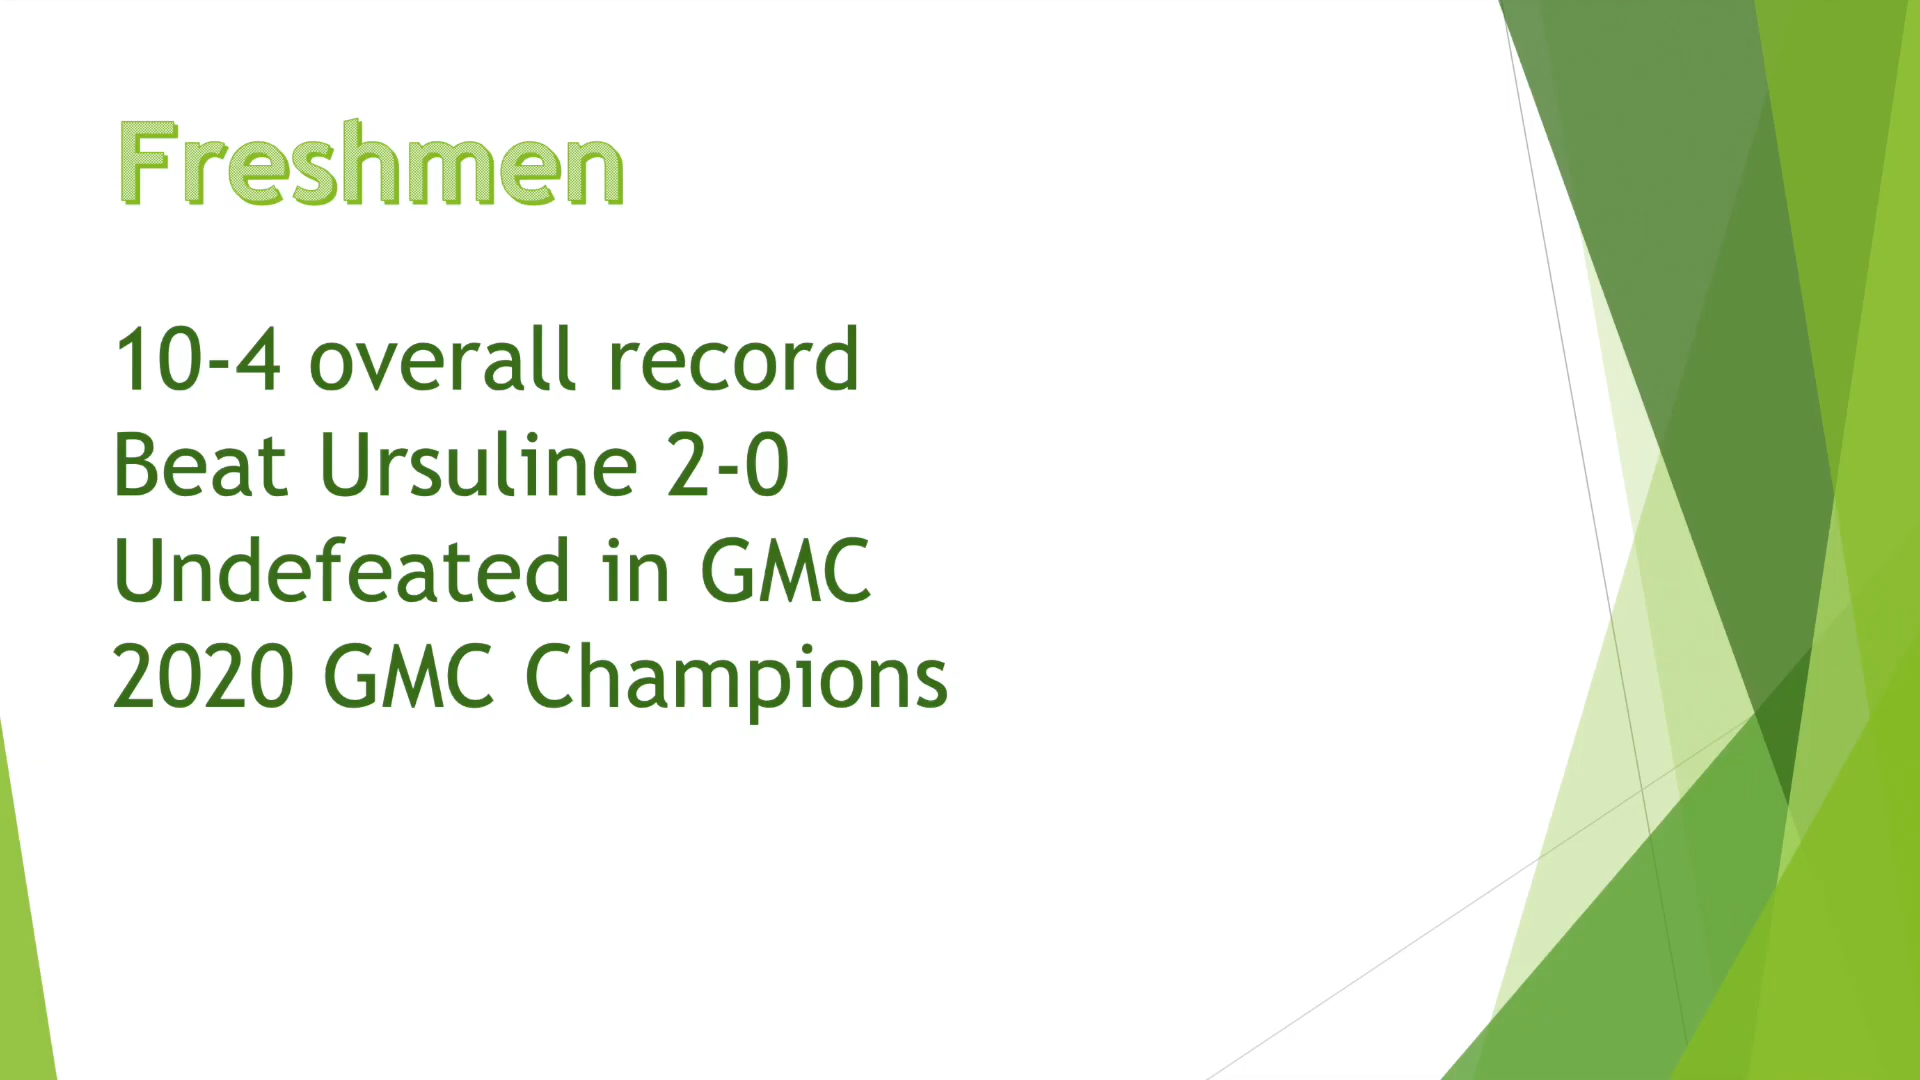 Freshmen
10-4 overall record
Beat Ursuline 2-0
Undefeated in GMC
2020 GMC Champions